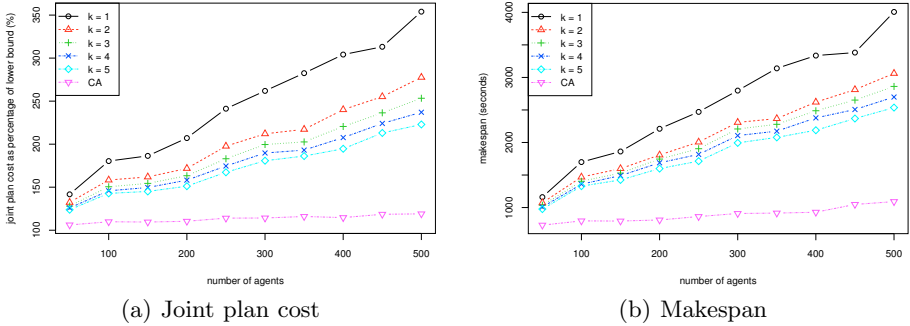 joint plan cost as percentage of lower bound (%)
350
300
250
200
150
100
k = 1
k = 2
k = 3
k = 4
k = 5
CA
100
200
300
400
500
number of agents
(a) Joint plan cost
makespan (seconds)
4000
3000
2000
1000
k = 1
k = 2
k = 3
k = 4
k = 5
CA
100
200
300
400
500
number of agents
(b) Makespan